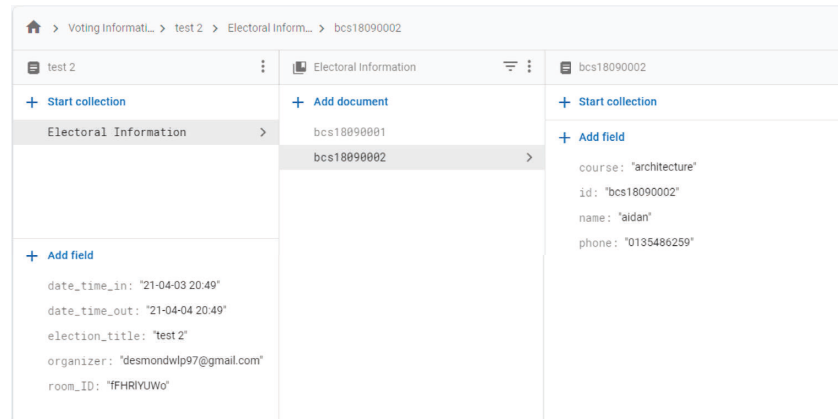 Voting Informati... > test 2 > Electoral Inform... > bcs18090002
test 2
Start collection
Electoral Information
Add field
date_time_in: "21-04-03 20:49"
date_time_out: "21-04-04 20:49"
election_title: "test 2"
organizer: "desmondwlp97@gmail.com"
room_ID: "fFHRlYUWo"
Electoral Information
Add document
bcs18090001
bcs18090002
bcs18090002
Start collection
Add field
course: "architecture"
id: "bcs18090002"
name: "aidan"
phone: "0135486259"